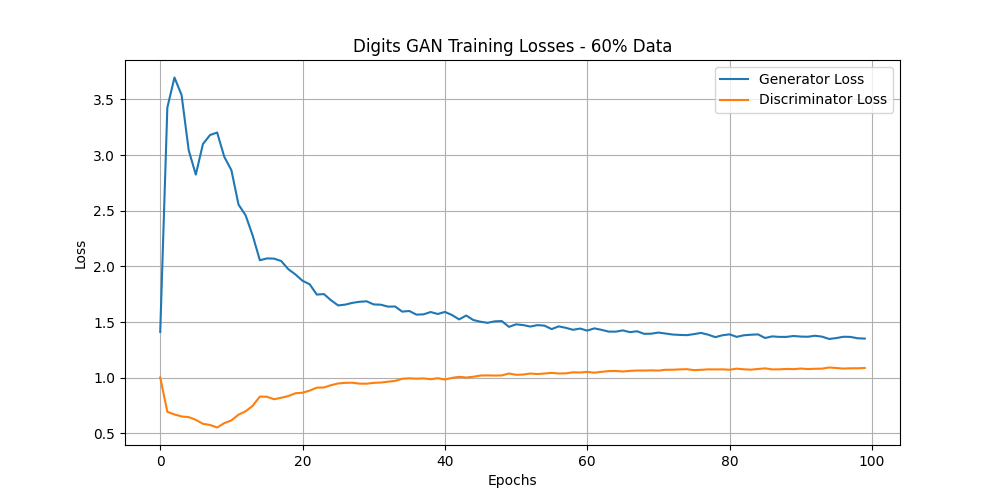 Digits GAN Training Losses - 60% Data
Generator Loss
Discriminator Loss
3.5
3.0
2.5
2.0
1.5
1.0
0.5
Loss
0 20 40 60 80 100
Epochs